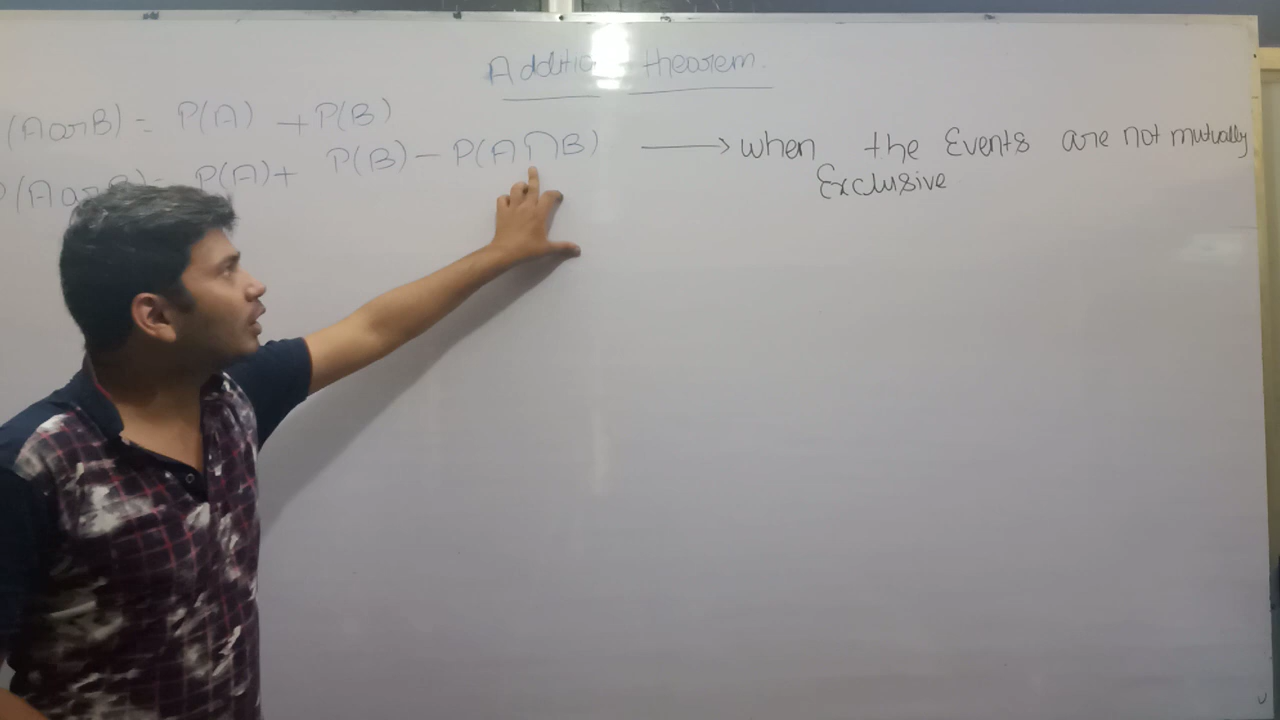 Addition theorem.
(A or B) = P(A) + P(B)
P(A or B) = P(A) + P(B) - P(A∩B) → when the Events are not mutually
Exclusive